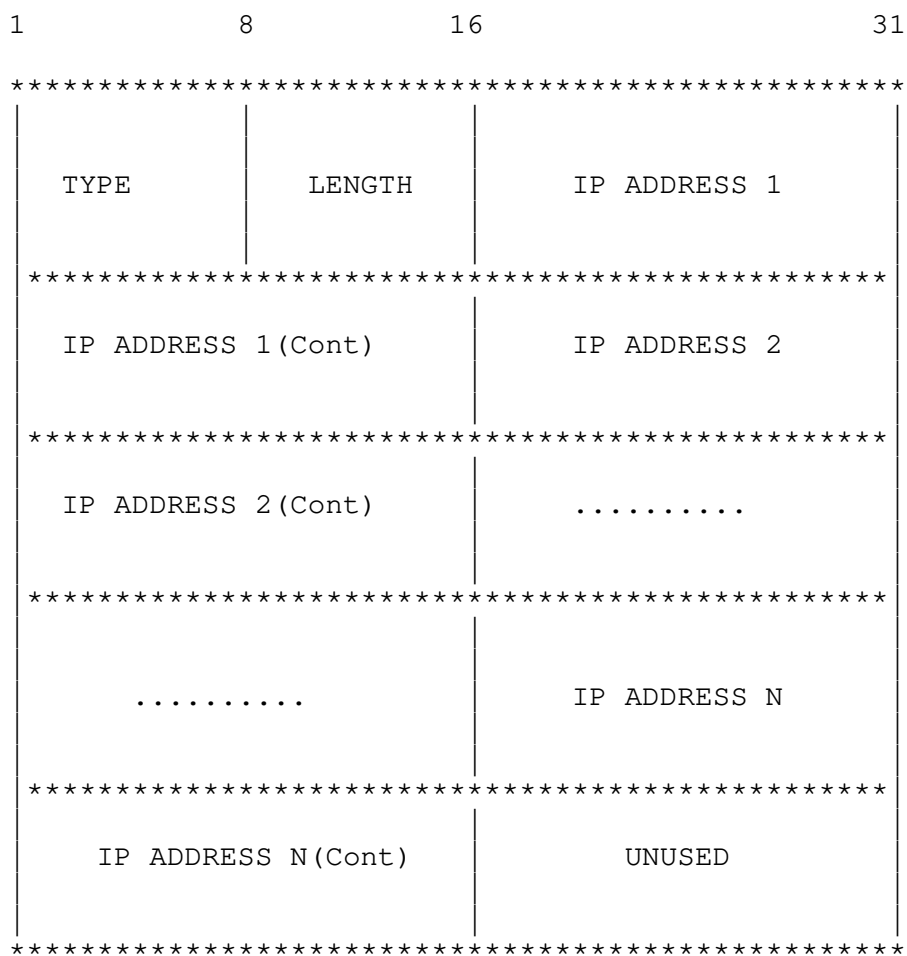 1 8 16 31
TYPE LENGTH IP ADDRESS 1
IP ADDRESS 1(Cont) IP ADDRESS 2
IP ADDRESS 2(Cont) ..........
.......... IP ADDRESS N
IP ADDRESS N(Cont) UNUSED